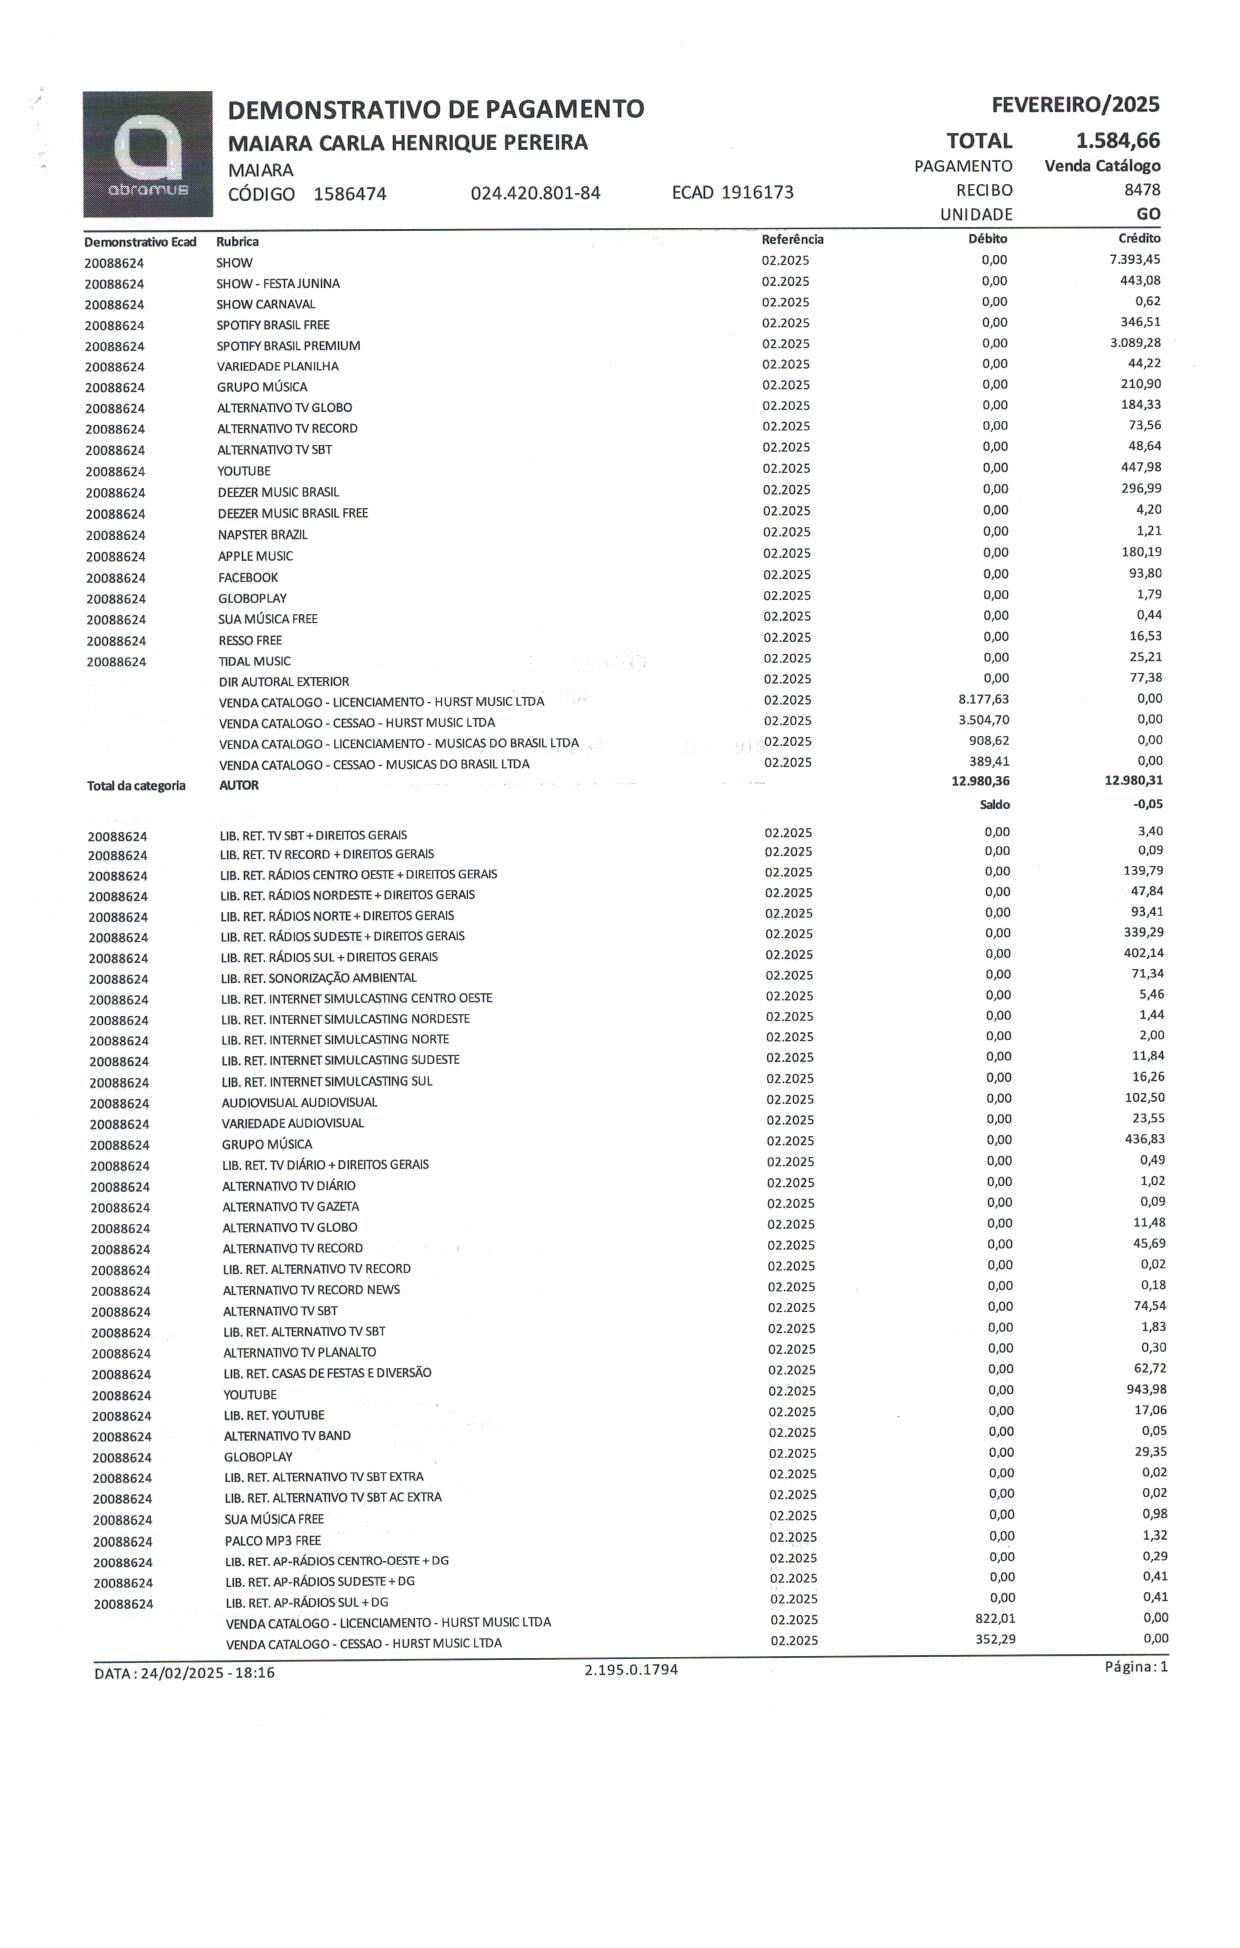 abramus
DEMONSTRATIVO DE PAGAMENTO FEVEREIRO/2025
MAIARA CARLA HENRIQUE PEREIRA TOTAL 1.584,66
MAIARA PAGAMENTO Venda Catálogo
CÓDIGO 1586474 024.420.801-84 ECAD 1916173 RECIBO 8478
UNIDADE GO
Demonstrativo Ecad Rubrica Referência Débito Crédito
20088624 SHOW 02.2025 0,00 7.393,45
20088624 SHOW - FESTA JUNINA 02.2025 0,00 443,08
20088624 SHOW CARNAVAL 02.2025 0,00 0,62
20088624 SPOTIFY BRASIL FREE 02.2025 0,00 346,51
20088624 SPOTIFY BRASIL PREMIUM 02.2025 0,00 3.089,28
20088624 VARIEDADE PLANILHA 02.2025 0,00 44,22
20088624 GRUPO MÚSICA 02.2025 0,00 210,90
20088624 ALTERNATIVO TV GLOBO 02.2025 0,00 184,33
20088624 ALTERNATIVO TV RECORD 02.2025 0,00 73,56
20088624 ALTERNATIVO TV SBT 02.2025 0,00 48,64
20088624 YOUTUBE 02.2025 0,00 447,98
20088624 DEEZER MUSIC BRASIL 02.2025 0,00 296,99
20088624 DEEZER MUSIC BRASIL FREE 02.2025 0,00 4,20
20088624 NAPSTER BRAZIL 02.2025 0,00 1,21
20088624 APPLE MUSIC 02.2025 0,00 180,19
20088624 FACEBOOK 02.2025 0,00 93,80
20088624 GLOBOPLAY 02.2025 0,00 1,79
20088624 SUA MÚSICA FREE 02.2025 0,00 0,44
20088624 RESSO FREE 02.2025 0,00 16,53
20088624 TIDAL MUSIC 02.2025 0,00 25,21
DIR AUTORAL EXTERIOR 02.2025 0,00 77,38
VENDA CATALOGO - LICENCIAMENTO - HURST MUSIC LTDA 02.2025 8.177,63 0,00
VENDA CATALOGO - CESSAO - HURST MUSIC LTDA 02.2025 3.504,70 0,00
VENDA CATALOGO - LICENCIAMENTO - MUSICAS DO BRASIL LTDA 02.2025 908,62 0,00
VENDA CATALOGO - CESSAO - MUSICAS DO BRASIL LTDA 02.2025 389,41 0,00
Total da categoria AUTOR 12.980,36 12.980,31
Saldo -0,05
20088624 LIB. RET. TV SBT + DIREITOS GERAIS 02.2025 0,00 3,40
20088624 LIB. RET. TV RECORD + DIREITOS GERAIS 02.2025 0,00 0,09
20088624 LIB. RET. RÁDIOS CENTRO OESTE + DIREITOS GERAIS 02.2025 0,00 139,79
20088624 LIB. RET. RÁDIOS NORDESTE + DIREITOS GERAIS 02.2025 0,00 47,84
20088624 LIB. RET. RÁDIOS NORTE + DIREITOS GERAIS 02.2025 0,00 93,41
20088624 LIB. RET. RÁDIOS SUDESTE + DIREITOS GERAIS 02.2025 0,00 339,29
20088624 LIB. RET. RÁDIOS SUL + DIREITOS GERAIS 02.2025 0,00 402,14
20088624 LIB. RET. SONORIZAÇÃO AMBIENTAL 02.2025 0,00 71,34
20088624 LIB. RET. INTERNET SIMULCASTING CENTRO OESTE 02.2025 0,00 5,46
20088624 LIB. RET. INTERNET SIMULCASTING NORDESTE 02.2025 0,00 1,44
20088624 LIB. RET. INTERNET SIMULCASTING NORTE 02.2025 0,00 2,00
20088624 LIB. RET. INTERNET SIMULCASTING SUDESTE 02.2025 0,00 11,84
20088624 LIB. RET. INTERNET SIMULCASTING SUL 02.2025 0,00 16,26
20088624 AUDIOVISUAL AUDIOVISUAL 02.2025 0,00 102,50
20088624 VARIEDADE AUDIOVISUAL 02.2025 0,00 23,55
20088624 GRUPO MÚSICA 02.2025 0,00 436,83
20088624 LIB. RET. TV DIÁRIO + DIREITOS GERAIS 02.2025 0,00 0,49
20088624 ALTERNATIVO TV DIÁRIO 02.2025 0,00 1,02
20088624 ALTERNATIVO TV GAZETA 02.2025 0,00 0,09
20088624 ALTERNATIVO TV GLOBO 02.2025 0,00 11,48
20088624 ALTERNATIVO TV RECORD 02.2025 0,00 45,69
20088624 LIB. RET. ALTERNATIVO TV RECORD 02.2025 0,00 0,02
20088624 ALTERNATIVO TV RECORD NEWS 02.2025 0,00 0,18
20088624 ALTERNATIVO TV SBT 02.2025 0,00 74,54
20088624 LIB. RET. ALTERNATIVO TV SBT 02.2025 0,00 1,83
20088624 ALTERNATIVO TV PLANALTO 02.2025 0,00 0,30
20088624 LIB. RET. CASAS DE FESTAS E DIVERSÃO 02.2025 0,00 62,72
20088624 YOUTUBE 02.2025 0,00 943,98
20088624 LIB. RET. YOUTUBE 02.2025 0,00 17,06
20088624 ALTERNATIVO TV BAND 02.2025 0,00 0,05
20088624 GLOBOPLAY 02.2025 0,00 29,35
20088624 LIB. RET. ALTERNATIVO TV SBT EXTRA 02.2025 0,00 0,02
20088624 LIB. RET. ALTERNATIVO TV SBT AC EXTRA 02.2025 0,00 0,02
20088624 SUA MÚSICA FREE 02.2025 0,00 0,98
20088624 PALCO MP3 FREE 02.2025 0,00 1,32
20088624 LIB. RET. AP-RÁDIOS CENTRO-OESTE + DG 02.2025 0,00 0,29
20088624 LIB. RET. AP-RÁDIOS SUDESTE + DG 02.2025 0,00 0,41
20088624 LIB. RET. AP-RÁDIOS SUL + DG 02.2025 0,00 0,41
VENDA CATALOGO - LICENCIAMENTO - HURST MUSIC LTDA 02.2025 822,01 0,00
VENDA CATALOGO - CESSAO - HURST MUSIC LTDA 02.2025 352,29 0,00
DATA : 24/02/2025 - 18:16 2.195.0.1794 Página: 1